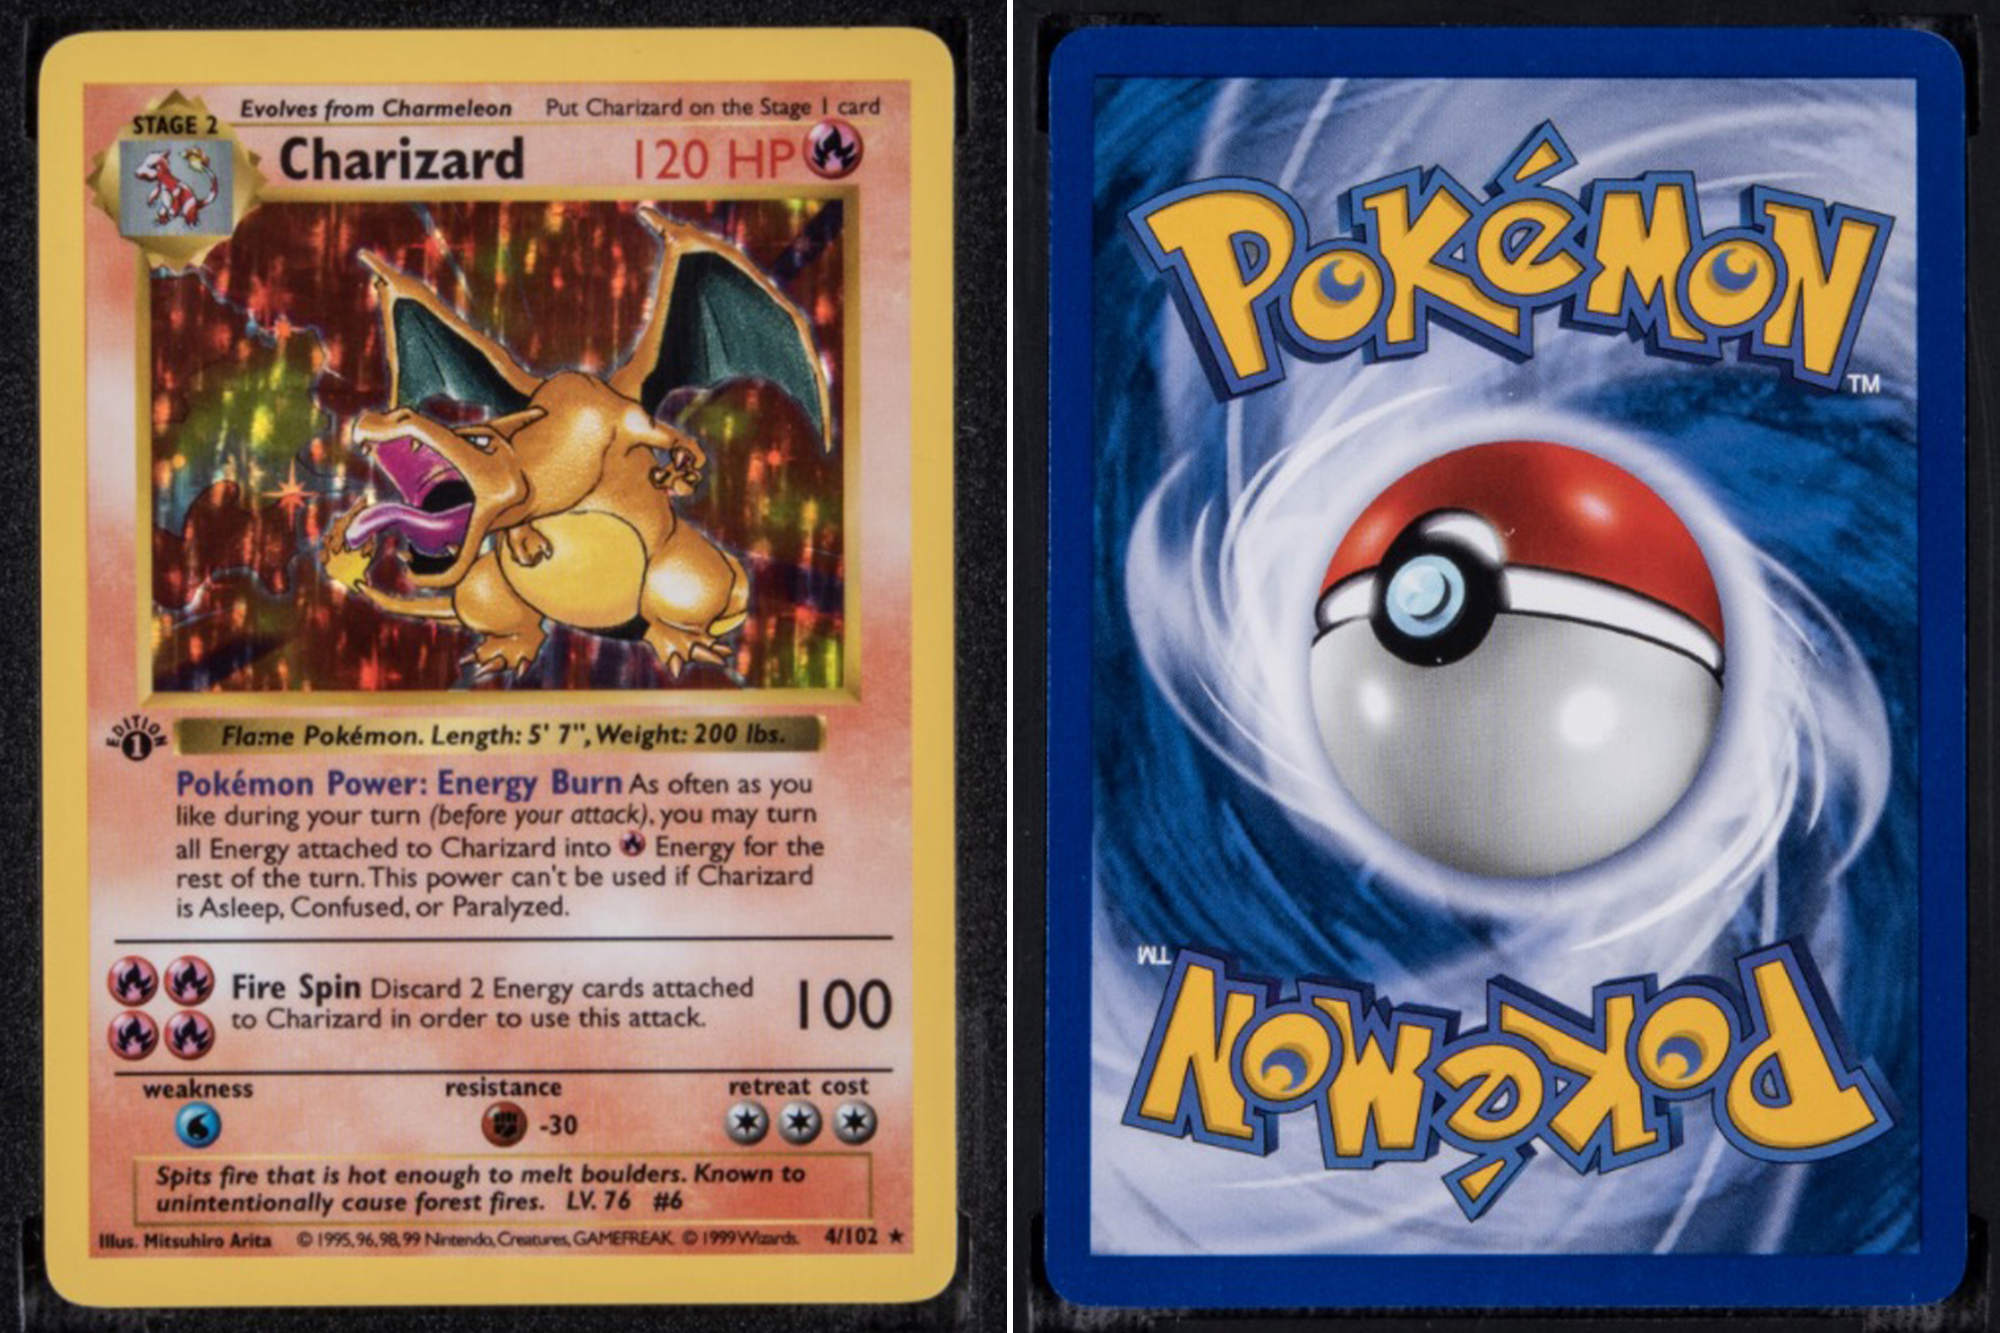 Evolves from Charmeleon Put Charizard on the Stage 1 card
STAGE 2
Charizard 120 HP
EDITION
1
Flame Pokémon. Length: 5' 7", Weight: 200 lbs.
Pokémon Power: Energy Burn As often as you
like during your turn (before your attack), you may turn
all Energy attached to Charizard into Energy for the
rest of the turn. This power can't be used if Charizard
is Asleep, Confused, or Paralyzed.
Fire Spin Discard 2 Energy cards attached
to Charizard in order to use this attack.
100
weakness resistance retreat cost
-30
Spits fire that is hot enough to melt boulders. Known to
unintentionally cause forest fires. LV. 76 #6
Illus. Mitsuhiro Arita © 1995, 96, 98, 99 Nintendo, Creatures, GAMEFREAK. © 1999 Wizards. 4/102 ★
POKéMON
TM
TM
POKéMON